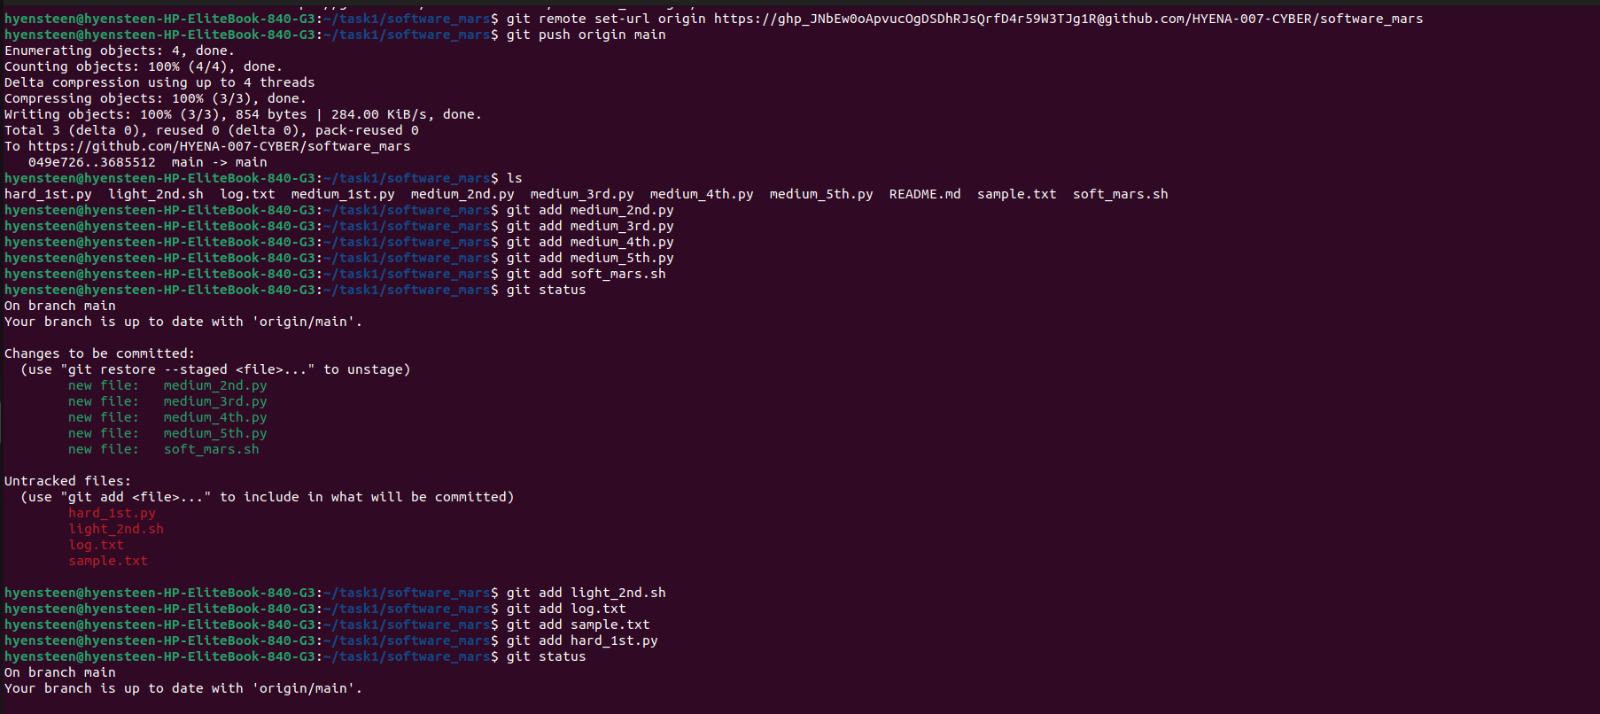 hyensteen@hyensteen-HP-EliteBook-840-G3:~/task1/software_mars$ git remote set-url origin https://[access token redacted]@github.com/HYENA-007-CYBER/software_mars
hyensteen@hyensteen-HP-EliteBook-840-G3:~/task1/software_mars$ git push origin main
Enumerating objects: 4, done.
Counting objects: 100% (4/4), done.
Delta compression using up to 4 threads
Compressing objects: 100% (3/3), done.
Writing objects: 100% (3/3), 854 bytes | 284.00 KiB/s, done.
Total 3 (delta 0), reused 0 (delta 0), pack-reused 0
To https://github.com/HYENA-007-CYBER/software_mars
   049e726..3685512  main -> main
hyensteen@hyensteen-HP-EliteBook-840-G3:~/task1/software_mars$ ls
hard_1st.py  light_2nd.sh  log.txt  medium_1st.py  medium_2nd.py  medium_3rd.py  medium_4th.py  medium_5th.py  README.md  sample.txt  soft_mars.sh
hyensteen@hyensteen-HP-EliteBook-840-G3:~/task1/software_mars$ git add medium_2nd.py
hyensteen@hyensteen-HP-EliteBook-840-G3:~/task1/software_mars$ git add medium_3rd.py
hyensteen@hyensteen-HP-EliteBook-840-G3:~/task1/software_mars$ git add medium_4th.py
hyensteen@hyensteen-HP-EliteBook-840-G3:~/task1/software_mars$ git add medium_5th.py
hyensteen@hyensteen-HP-EliteBook-840-G3:~/task1/software_mars$ git add soft_mars.sh
hyensteen@hyensteen-HP-EliteBook-840-G3:~/task1/software_mars$ git status
On branch main
Your branch is up to date with 'origin/main'.

Changes to be committed:
  (use "git restore --staged <file>..." to unstage)
        new file:   medium_2nd.py
        new file:   medium_3rd.py
        new file:   medium_4th.py
        new file:   medium_5th.py
        new file:   soft_mars.sh

Untracked files:
  (use "git add <file>..." to include in what will be committed)
        hard_1st.py
        light_2nd.sh
        log.txt
        sample.txt

hyensteen@hyensteen-HP-EliteBook-840-G3:~/task1/software_mars$ git add light_2nd.sh
hyensteen@hyensteen-HP-EliteBook-840-G3:~/task1/software_mars$ git add log.txt
hyensteen@hyensteen-HP-EliteBook-840-G3:~/task1/software_mars$ git add sample.txt
hyensteen@hyensteen-HP-EliteBook-840-G3:~/task1/software_mars$ git add hard_1st.py
hyensteen@hyensteen-HP-EliteBook-840-G3:~/task1/software_mars$ git status
On branch main
Your branch is up to date with 'origin/main'.